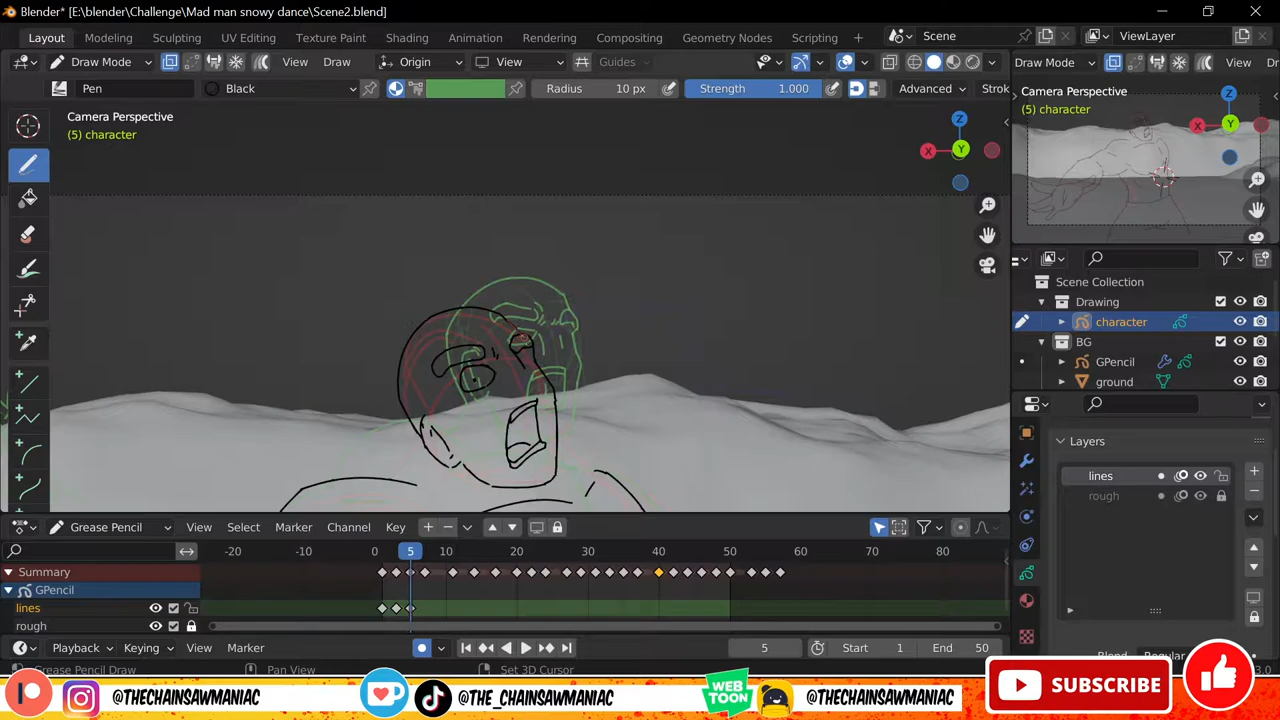 Blender* [E:\blender\Challenge\Mad man snowy dance\Scene2.blend]
Layout Modeling Sculpting UV Editing Texture Paint Shading Animation Rendering Compositing Geometry Nodes Scripting + Scene ViewLayer
Draw Mode View Draw Origin View Guides Draw Mode View
Pen Black Radius 10 px Strength 1.000 Advanced Strok
Camera Perspective
(5) character
Z
X
Y
Camera Perspective
(5) character
Z
X
Y
Scene Collection
Drawing
character
BG
GPencil
ground
Layers
lines
rough
Grease Pencil View Select Marker Channel Key
-20 -10 0 5 10 20 30 40 50 60 70 80
Summary
GPencil
lines
rough
Playback Keying View Marker 5 Start 1 End 50
Grease Pencil Draw Pan View Set 3D Cursor
@THECHAINSAWMANIAC @THE_CHAINSAWMANIAC WEB TOON @THECHAINSAWMANIAC SUBSCRIBE